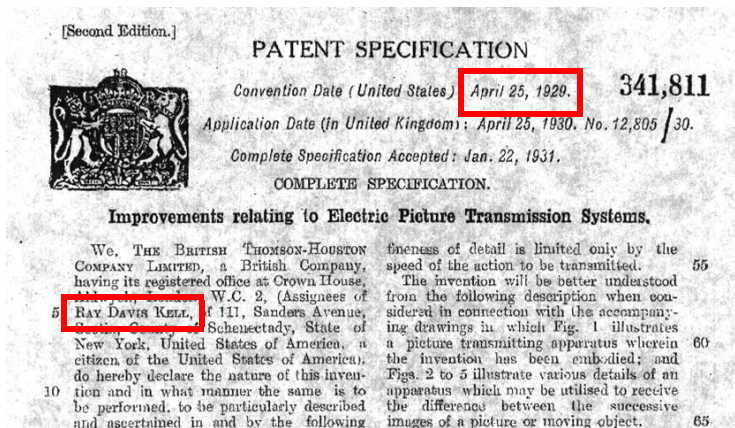 [Second Edition.]
PATENT SPECIFICATION
Convention Date (United States) April 25, 1929.
341,811
Application Date (in United Kingdom): April 25, 1930. No. 12,805/30.
Complete Specification Accepted: Jan. 22, 1931.
COMPLETE SPECIFICATION.
Improvements relating to Electric Picture Transmission Systems.
We, THE BRITISH THOMSON-HOUSTON
COMPANY LIMITED, a British Company,
having its registered office at Crown House,
W.C. 2, (Assignees of
5 RAY DAVIS KELL, of 111, Sanders Avenue,
Scotia, County of Schenectady, State of
New York, United States of America, a
citizen of the United States of America),
do hereby declare the nature of this inven-
10 tion and in what manner the same is to
be performed, to be particularly described
and ascertained in and by the following
fineness of detail is limited only by the
speed of the action to be transmitted. 55
The invention will be better understood
from the following description when con-
sidered in connection with the accompany-
ing drawings in which Fig. 1 illustrates
a picture transmitting apparatus wherein 60
the invention has been embodied; and
Figs. 2 to 5 illustrate various details of an
apparatus which may be utilised to receive
the difference between the successive
images of a picture or moving object. 65